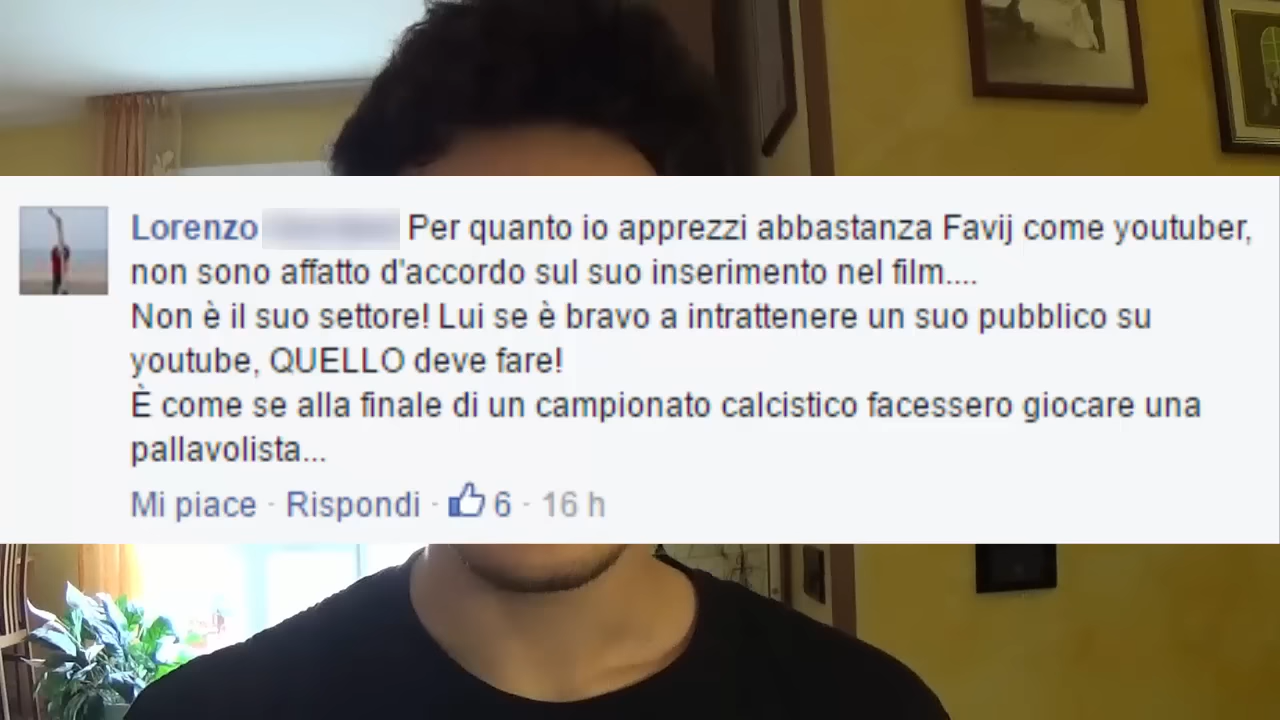 Lorenzo Per quanto io apprezzi abbastanza Favij come youtuber,
non sono affatto d'accordo sul suo inserimento nel film....
Non è il suo settore! Lui se è bravo a intrattenere un suo pubblico su
youtube, QUELLO deve fare!
È come se alla finale di un campionato calcistico facessero giocare una
pallavolista...
Mi piace · Rispondi · 6 · 16 h